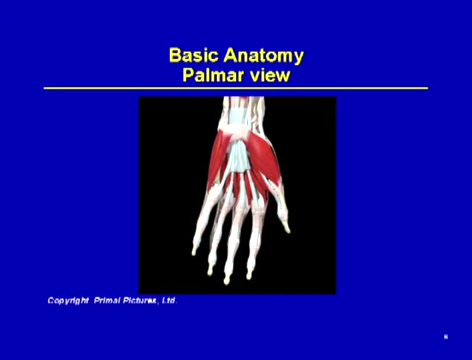 Basic Anatomy
Palmar view
Copyright Primal Pictures, Ltd.